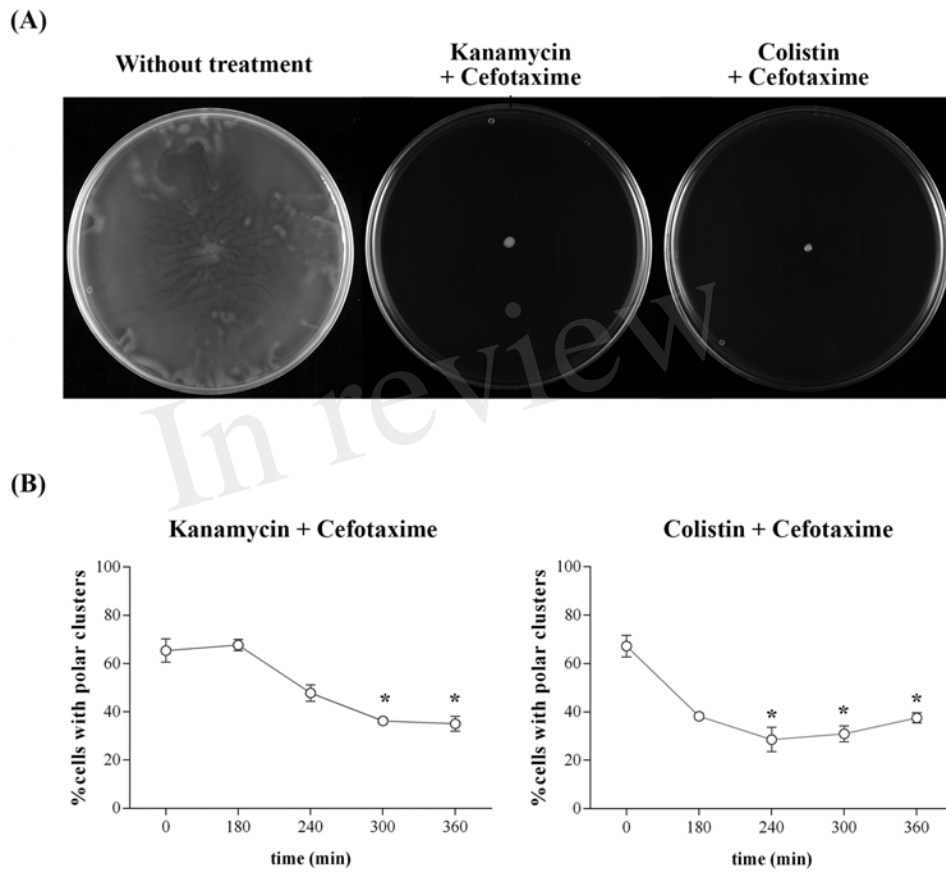 (A)
Without treatment
Kanamycin
+ Cefotaxime
Colistin
+ Cefotaxime
In review
(B)
Kanamycin + Cefotaxime
%cells with polar clusters
100
80
60
40
20
0
* *
0 180 240 300 360
time (min)
Colistin + Cefotaxime
%cells with polar clusters
100
80
60
40
20
0
* * *
0 180 240 300 360
time (min)